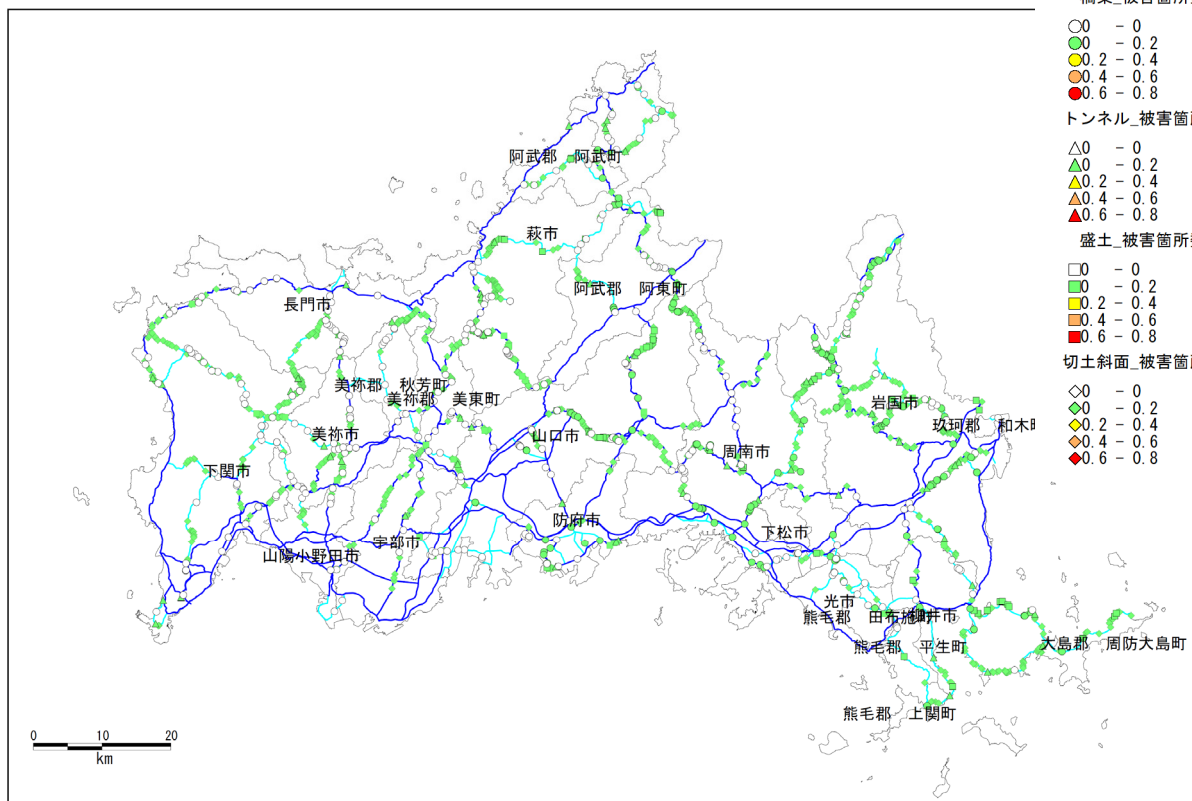 橋梁_被害箇所
0 - 0
0 - 0.2
0.2 - 0.4
0.4 - 0.6
0.6 - 0.8
トンネル_被害箇所
0 - 0
0 - 0.2
0.2 - 0.4
0.4 - 0.6
0.6 - 0.8
盛土_被害箇所数
0 - 0
0 - 0.2
0.2 - 0.4
0.4 - 0.6
0.6 - 0.8
切土斜面_被害箇所
0 - 0
0 - 0.2
0.2 - 0.4
0.4 - 0.6
0.6 - 0.8
阿武郡 阿武町
萩市
阿武郡 阿東町
長門市
美祢郡 秋芳町
美祢郡 美東町
岩国市
玖珂郡 和木町
美祢市
山口市
周南市
下関市
防府市
下松市
宇部市
山陽小野田市
光市
熊毛郡 田布施町
柳井市
熊毛郡 平生町
大島郡 周防大島町
熊毛郡 上関町
0 10 20
km